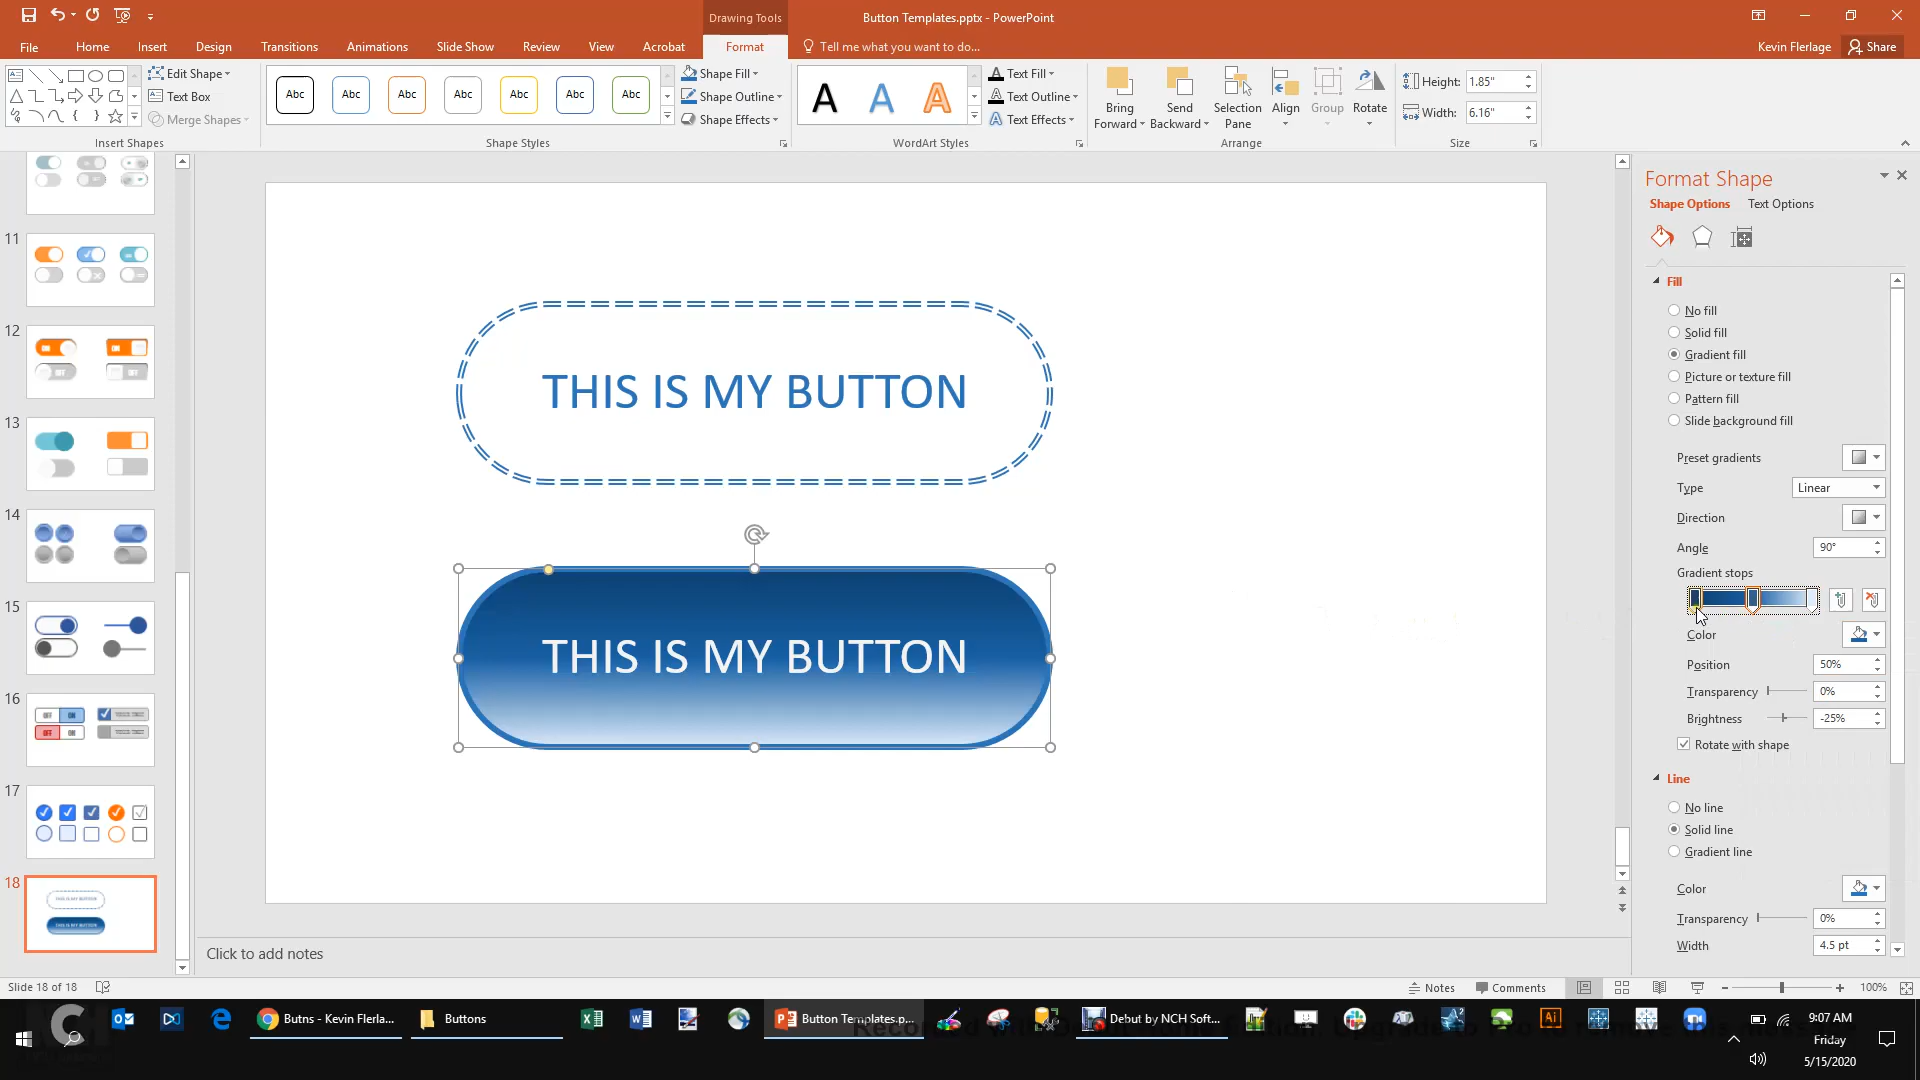 Drawing Tools
Button Templates.pptx - PowerPoint
File
Home
Insert
Design
Transitions
Animations
Slide Show
Review
View
Acrobat
Format
Tell me what you want to do...
Kevin Flerlage
Share
Edit Shape
Text Box
Merge Shapes
Insert Shapes
Abc
Abc
Abc
Abc
Abc
Abc
Abc
Shape Fill
Shape Outline
Shape Effects
Shape Styles
A
A
A
Text Fill
Text Outline
Text Effects
WordArt Styles
Bring Forward
Send Backward
Selection Pane
Align
Group
Rotate
Arrange
Height: 1.85"
Width: 6.16"
Size
11
12
13
14
15
16
17
18
THIS IS MY BUTTON
THIS IS MY BUTTON
Click to add notes
Format Shape
Shape Options
Text Options
Fill
No fill
Solid fill
Gradient fill
Picture or texture fill
Pattern fill
Slide background fill
Preset gradients
Type Linear
Direction
Angle 90°
Gradient stops
Color
Position 50%
Transparency 0%
Brightness -25%
Rotate with shape
Line
No line
Solid line
Gradient line
Color
Transparency 0%
Width 4.5 pt
Slide 18 of 18
Notes
Comments
100%
Butns - Kevin Flerla...
Buttons
Button Templates.p...
Debut by NCH Soft...
9:07 AM
Friday
5/15/2020